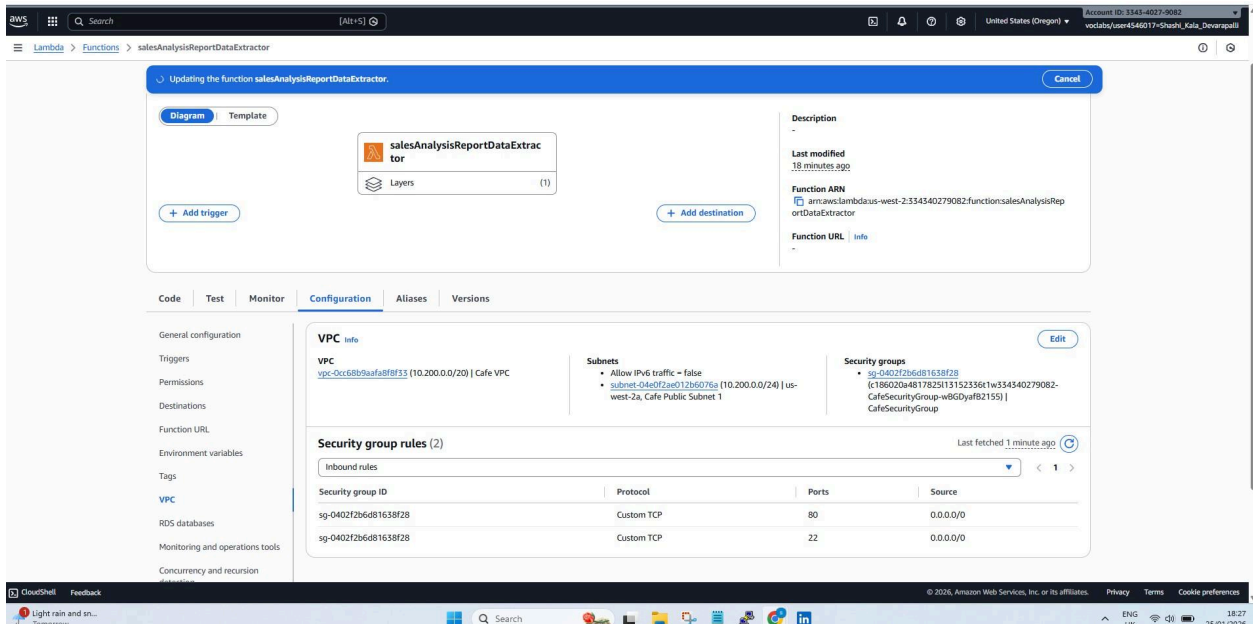 aws
Search
[Alt+S]
United States (Oregon)
Account ID: 3343-4027-9082
voclabs/user4546017=Shashi_Kala_Devarapalli
Lambda > Functions > salesAnalysisReportDataExtractor
Updating the function salesAnalysisReportDataExtractor.
Cancel
Diagram
Template
salesAnalysisReportDataExtrac
tor
Layers
(1)
+ Add trigger
+ Add destination
Description
-
Last modified
18 minutes ago
Function ARN
arn:aws:lambda:us-west-2:334340279082:function:salesAnalysisRep
ortDataExtractor
Function URL
Info
-
Code
Test
Monitor
Configuration
Aliases
Versions
General configuration
Triggers
Permissions
Destinations
Function URL
Environment variables
Tags
VPC
RDS databases
Monitoring and operations tools
Concurrency and recursion
VPC Info
Edit
VPC
vpc-0cc68b9aafa8f8f33 (10.200.0.0/20) | Cafe VPC
Subnets
• Allow IPv6 traffic = false
• subnet-04e0f2ae012b6076a (10.200.0.0/24) | us-
west-2a, Cafe Public Subnet 1
Security groups
• sg-0402f2b6d81638f28
(c186020a4817825l13152336t1w334340279082-
CafeSecurityGroup-wBGDyafB2155) |
CafeSecurityGroup
Security group rules (2)
Last fetched 1 minute ago
Inbound rules
< 1 >
Security group ID
Protocol
Ports
Source
sg-0402f2b6d81638f28
Custom TCP
80
0.0.0.0/0
sg-0402f2b6d81638f28
Custom TCP
22
0.0.0.0/0
CloudShell
Feedback
© 2026, Amazon Web Services, Inc. or its affiliates.
Privacy
Terms
Cookie preferences
1
Light rain and sn...
Search
ENG
18:27